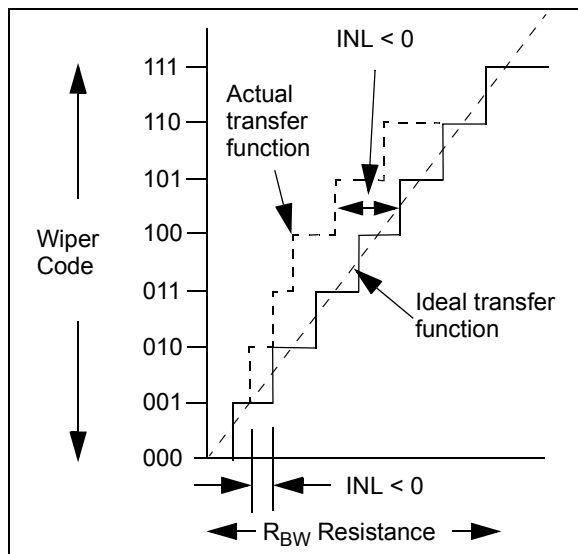 INL < 0
111
Actual
transfer
function
110
101
Wiper
Code
100
011
Ideal transfer
function
010
001
000
INL < 0
RBW Resistance